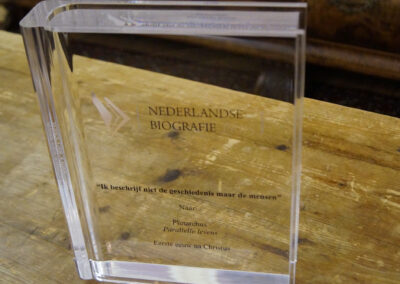 NEDERLANDSE
BIOGRAFIE
“Ik beschrijf niet de geschiedenis maar de mensen”
Naar:
Plutarchus
Parallelle levens
Eerste eeuw na Christus